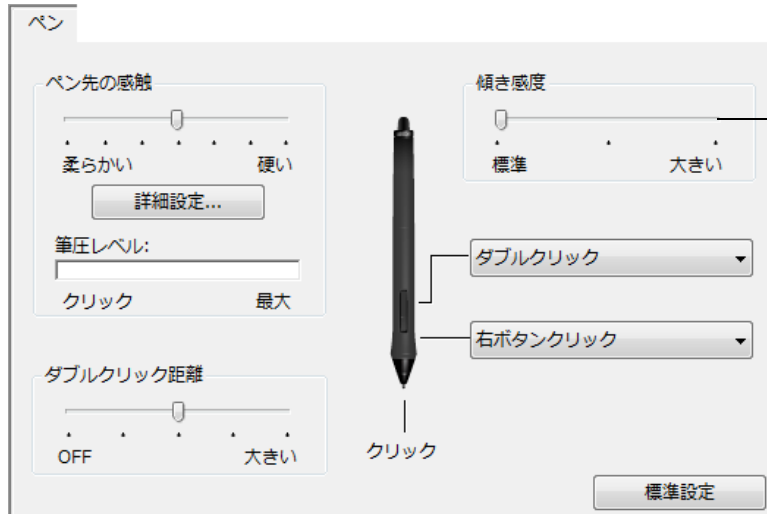 ペン
ペン先の感触
柔らかい 硬い
詳細設定...
筆圧レベル:
クリック 最大
ダブルクリック距離
OFF 大きい
クリック
傾き感度
標準 大きい
ダブルクリック
右ボタンクリック
標準設定